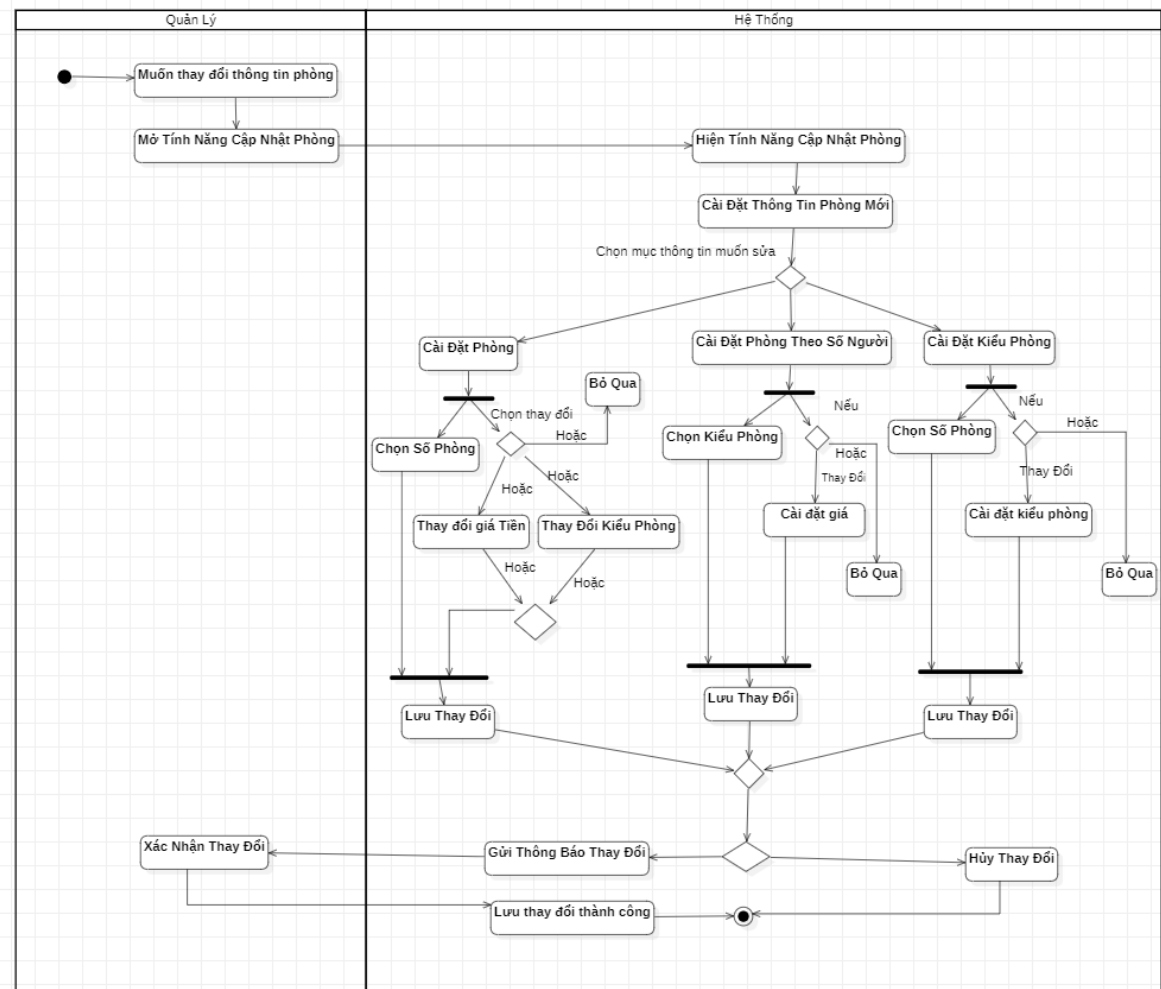 Quản Lý
Hệ Thống
Muốn thay đổi thông tin phòng
Mở Tính Năng Cập Nhật Phòng
Hiện Tính Năng Cập Nhật Phòng
Cài Đặt Thông Tin Phòng Mới
Chọn mục thông tin muốn sửa
Cài Đặt Phòng
Cài Đặt Phòng Theo Số Người
Cài Đặt Kiểu Phòng
Bỏ Qua
Chọn thay đổi
Nếu
Nếu
Hoặc
Chọn Số Phòng
Chọn Kiểu Phòng
Chọn Số Phòng
Hoặc
Hoặc
Hoặc
Hoặc
Thay Đổi
Thay Đổi
Thay đổi giá Tiền
Thay Đổi Kiểu Phòng
Cài đặt giá
Cài đặt kiểu phòng
Hoặc
Hoặc
Bỏ Qua
Bỏ Qua
Lưu Thay Đổi
Lưu Thay Đổi
Lưu Thay Đổi
Xác Nhận Thay Đổi
Gửi Thông Báo Thay Đổi
Hủy Thay Đổi
Lưu thay đổi thành công